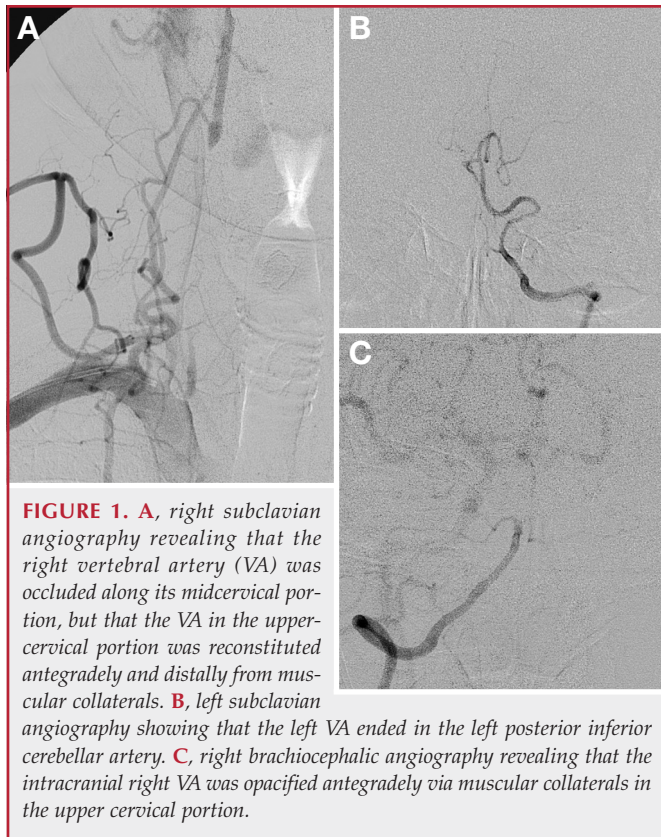 A
B
C
FIGURE 1. A, right subclavian
angiography revealing that the
right vertebral artery (VA) was
occluded along its midcervical por-
tion, but that the VA in the upper-
cervical portion was reconstituted
antegradely and distally from mus-
cular collaterals. B, left subclavian
angiography showing that the left VA ended in the left posterior inferior
cerebellar artery. C, right brachiocephalic angiography revealing that the
intracranial right VA was opacified antegradely via muscular collaterals in
the upper cervical portion.